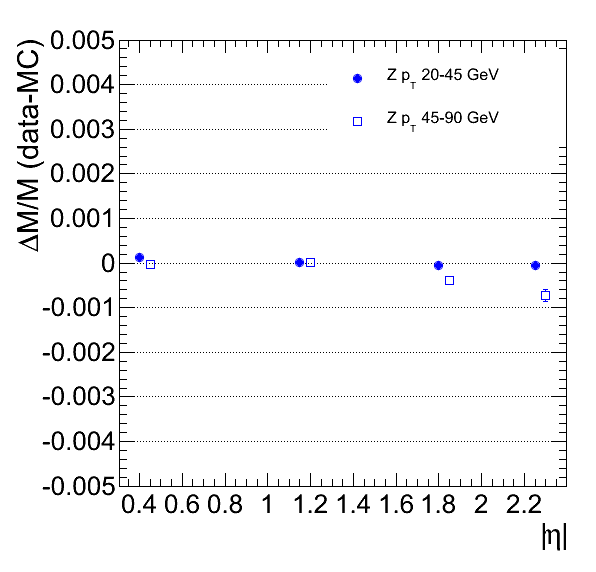 ΔM/M (data-MC)
0.005
0.004
0.003
0.002
0.001
0
-0.001
-0.002
-0.003
-0.004
-0.005
Z p_T 20-45 GeV
Z p_T 45-90 GeV
0.4 0.6 0.8 1 1.2 1.4 1.6 1.8 2 2.2
|η|